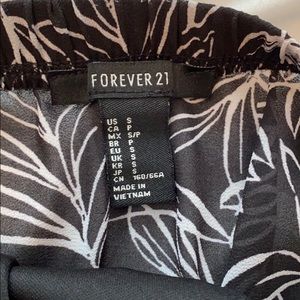 FOREVER 21
US S
CA P
MX S/P
BR P
EU S
UK S
KR S
JP S
CN 160/66A
MADE IN
VIETNAM